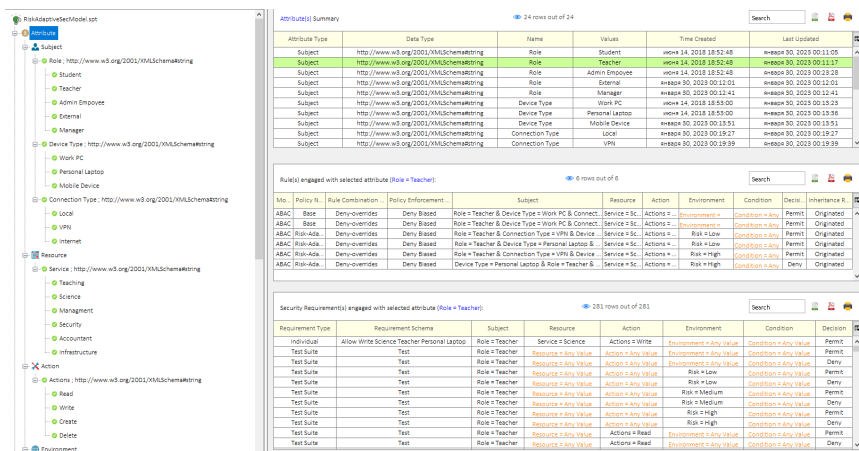 RiskAdaptiveSecModel.spt
Attribute
Subject
Role ; http://www.w3.org/2001/XMLSchema#string
Student
Teacher
Admin Empoyee
External
Manager
Device Type ; http://www.w3.org/2001/XMLSchema#string
Work PC
Personal Laptop
Mobile Device
Connection Type ; http://www.w3.org/2001/XMLSchema#string
Local
VPN
Internet
Resource
Service ; http://www.w3.org/2001/XMLSchema#string
Teaching
Science
Managment
Security
Accountant
Infrastructure
Action
Actions ; http://www.w3.org/2001/XMLSchema#string
Read
Write
Create
Delete
Environment
Attribute(s) Summary 24 rows out of 24 Search
Attribute Type Data Type Name Values Time Created Last Updated
Subject http://www.w3.org/2001/XMLSchema#string Role Student июня 14, 2018 18:52:48 января 30, 2023 00:11:05
Subject http://www.w3.org/2001/XMLSchema#string Role Teacher июня 14, 2018 18:52:48 января 30, 2023 00:11:17
Subject http://www.w3.org/2001/XMLSchema#string Role Admin Empoyee июня 14, 2018 18:52:48 января 30, 2023 00:23:28
Subject http://www.w3.org/2001/XMLSchema#string Role External января 30, 2023 00:12:01 января 30, 2023 00:12:01
Subject http://www.w3.org/2001/XMLSchema#string Role Manager января 30, 2023 00:12:41 января 30, 2023 00:12:41
Subject http://www.w3.org/2001/XMLSchema#string Device Type Work PC июня 14, 2018 18:53:00 января 30, 2023 00:13:23
Subject http://www.w3.org/2001/XMLSchema#string Device Type Personal Laptop июня 14, 2018 18:53:00 января 30, 2023 00:13:36
Subject http://www.w3.org/2001/XMLSchema#string Device Type Mobile Device января 30, 2023 00:13:51 января 30, 2023 00:13:51
Subject http://www.w3.org/2001/XMLSchema#string Connection Type Local января 30, 2023 00:19:27 января 30, 2023 00:19:27
Subject http://www.w3.org/2001/XMLSchema#string Connection Type VPN января 30, 2023 00:19:39 января 30, 2023 00:19:39
Rule(s) engaged with selected attribute (Role = Teacher): 6 rows out of 6 Search
Mo... Policy N... Rule Combination ... Policy Enforcement ... Subject Resource Action Environment Condition Decisi... Inheritance R...
ABAC Base Deny-overrides Deny Biased Role = Teacher & Device Type = Work PC & Connect... Service = Sc... Actions = ... Environment = Condition = Any Permit Originated
ABAC Base Deny-overrides Deny Biased Role = Teacher & Device Type = Work PC & Connect... Service = Sc... Actions = ... Environment = Condition = Any Permit Originated
ABAC Risk-Ada... Deny-overrides Deny Biased Role = Teacher & Connection Type = VPN & Device ... Service = Sc... Actions = ... Risk = Low Condition = Any Permit Originated
ABAC Risk-Ada... Deny-overrides Deny Biased Role = Teacher & Device Type = Personal Laptop & ... Service = Sc... Actions = ... Risk = Low Condition = Any Permit Originated
ABAC Risk-Ada... Deny-overrides Deny Biased Role = Teacher & Connection Type = VPN & Device ... Service = Sc... Actions = ... Risk = High Condition = Any Permit Originated
ABAC Risk-Ada... Deny-overrides Deny Biased Device Type = Personal Laptop & Role = Teacher & ... Service = Sc... Actions = ... Risk = High Condition = Any Deny Originated
Security Requirement(s) engaged with selected attribute (Role = Teacher): 281 rows out of 281 Search
Requirement Type Requirement Schema Subject Resource Action Environment Condition Decision
Individual Allow Write Science Teacher Personal Laptop Role = Teacher Service = Science Actions = Write Environment = Any Value Condition = Any Value Permit
Test Suite Test Role = Teacher Resource = Any Value Action = Any Value Environment = Any Value Condition = Any Value Permit
Test Suite Test Role = Teacher Resource = Any Value Action = Any Value Environment = Any Value Condition = Any Value Deny
Test Suite Test Role = Teacher Resource = Any Value Action = Any Value Risk = Low Condition = Any Value Permit
Test Suite Test Role = Teacher Resource = Any Value Action = Any Value Risk = Low Condition = Any Value Deny
Test Suite Test Role = Teacher Resource = Any Value Action = Any Value Risk = Medium Condition = Any Value Permit
Test Suite Test Role = Teacher Resource = Any Value Action = Any Value Risk = Medium Condition = Any Value Deny
Test Suite Test Role = Teacher Resource = Any Value Action = Any Value Risk = High Condition = Any Value Permit
Test Suite Test Role = Teacher Resource = Any Value Action = Any Value Risk = High Condition = Any Value Deny
Test Suite Test Role = Teacher Resource = Any Value Actions = Read Environment = Any Value Condition = Any Value Permit
Test Suite Test Role = Teacher Resource = Any Value Actions = Read Environment = Any Value Condition = Any Value Deny